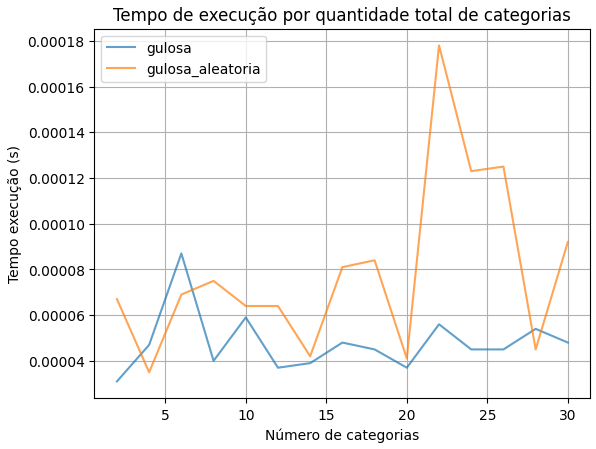 Tempo de execução por quantidade total de categorias
gulosa
gulosa_aleatoria
Tempo execução (s)
0.00018
0.00016
0.00014
0.00012
0.00010
0.00008
0.00006
0.00004
5 10 15 20 25 30
Número de categorias